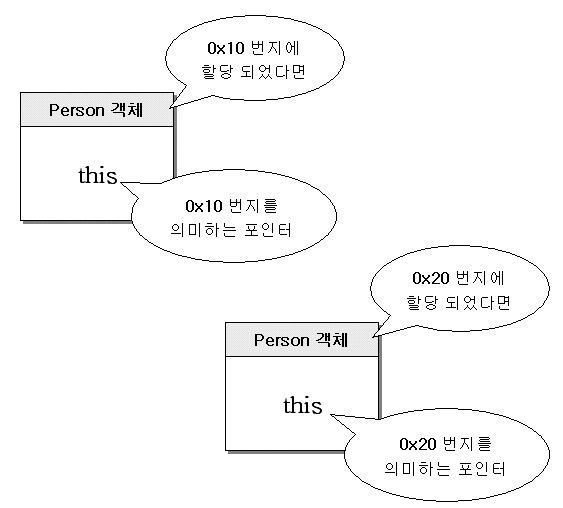 0x10 번지에
할당 되었다면
Person 객체
this
0x10 번지를
의미하는 포인터
0x20 번지에
할당 되었다면
Person 객체
this
0x20 번지를
의미하는 포인터